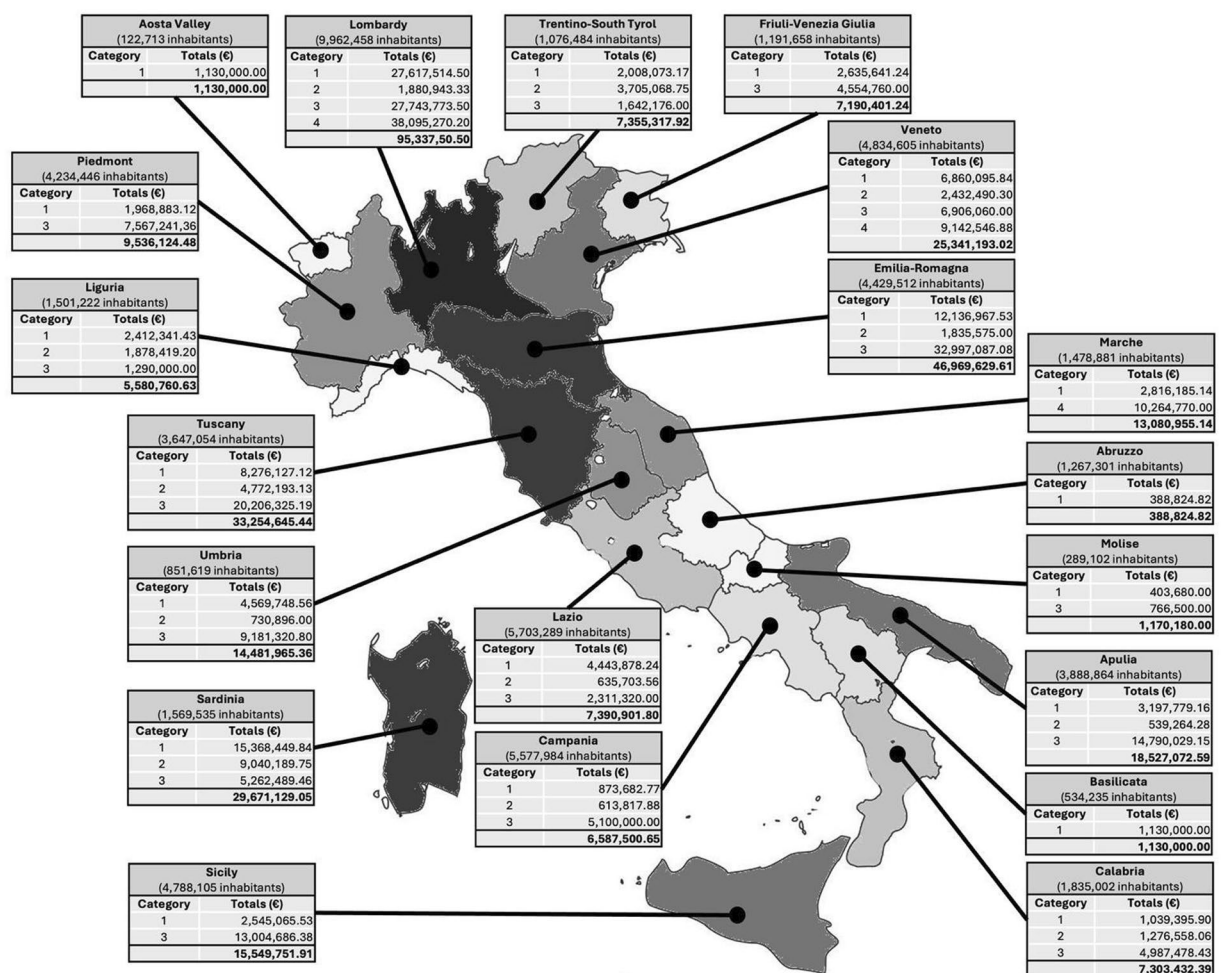 Aosta Valley
(122,713 inhabitants)
Category Totals (€)
1 1,130,000.00
1,130,000.00
Lombardy
(9,962,458 inhabitants)
Category Totals (€)
1 27,617,514.50
2 1,880,943.33
3 27,743,773.50
4 38,095,270.20
95,337,50.50
Trentino-South Tyrol
(1,076,484 inhabitants)
Category Totals (€)
1 2,008,073.17
2 3,705,068.75
3 1,642,176.00
7,355,317.92
Friuli-Venezia Giulia
(1,191,658 inhabitants)
Category Totals (€)
1 2,635,641.24
3 4,554,760.00
7,190,401.24
Veneto
(4,834,605 inhabitants)
Category Totals (€)
1 6,860,095.84
2 2,432,490.30
3 6,906,060.00
4 9,142,546.88
25,341,193.02
Piedmont
(4,234,446 inhabitants)
Category Totals (€)
1 1,968,883.12
3 7,567,241,36
9,536,124.48
Emilia-Romagna
(4,429,512 inhabitants)
Category Totals (€)
1 12,136,967.53
2 1,835,575.00
3 32,997,087.08
46,969,629.61
Liguria
(1,501,222 inhabitants)
Category Totals (€)
1 2,412,341.43
2 1,878,419.20
3 1,290,000.00
5,580,760.63
Marche
(1,478,881 inhabitants)
Category Totals (€)
1 2,816,185.14
4 10,264,770.00
13,080,955.14
Tuscany
(3,647,054 inhabitants)
Category Totals (€)
1 8,276,127.12
2 4,772,193.13
3 20,206,325.19
33,254,645.44
Abruzzo
(1,267,301 inhabitants)
Category Totals (€)
1 388,824.82
388,824.82
Umbria
(851,619 inhabitants)
Category Totals (€)
1 4,569,748.56
2 730,896.00
3 9,181,320.80
14,481,965.36
Molise
(289,102 inhabitants)
Category Totals (€)
1 403,680.00
3 766,500.00
1,170,180.00
Lazio
(5,703,289 inhabitants)
Category Totals (€)
1 4,443,878.24
2 635,703.56
3 2,311,320.00
7,390,901.80
Apulia
(3,888,864 inhabitants)
Category Totals (€)
1 3,197,779.16
2 539,264.28
3 14,790,029.15
18,527,072.59
Sardinia
(1,569,535 inhabitants)
Category Totals (€)
1 15,368,449.84
2 9,040,189.75
3 5,262,489.46
29,671,129.05
Campania
(5,577,984 inhabitants)
Category Totals (€)
1 873,682.77
2 613,817.88
3 5,100,000.00
6,587,500.65
Basilicata
(534,235 inhabitants)
Category Totals (€)
1 1,130,000.00
1,130,000.00
Sicily
(4,788,105 inhabitants)
Category Totals (€)
1 2,545,065.53
3 13,004,686.38
15,549,751.91
Calabria
(1,835,002 inhabitants)
Category Totals (€)
1 1,039,395.90
2 1,276,558.06
3 4,987,478.43
7,303,432.39